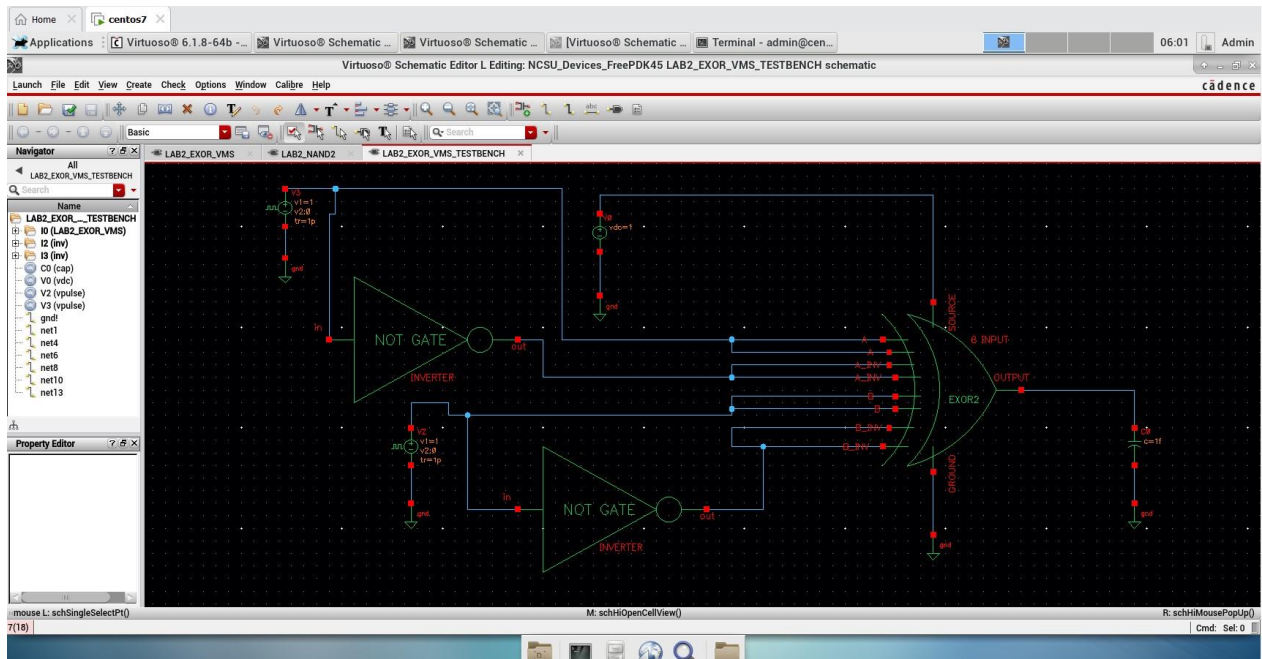 Home × centos7 ×
Applications : Virtuoso® 6.1.8-64b -... Virtuoso® Schematic ... Virtuoso® Schematic ... [Virtuoso® Schematic ... Terminal - admin@cen... 06:01 Admin
Virtuoso® Schematic Editor L Editing: NCSU_Devices_FreePDK45 LAB2_EXOR_VMS_TESTBENCH schematic
Launch File Edit View Create Check Options Window Calibre Help cādence
Basic Search
Navigator LAB2_EXOR_VMS LAB2_NAND2 LAB2_EXOR_VMS_TESTBENCH ×
All
LAB2_EXOR_VMS_TESTBENCH
Search
Name
LAB2_EXOR_..._TESTBENCH
I0 (LAB2_EXOR_VMS)
I2 (inv)
I3 (inv)
C0 (cap)
V0 (vdc)
V2 (vpulse)
V3 (vpulse)
gnd!
net1
net4
net6
net8
net10
net13
Property Editor
V3
v1=1
v2:0
tr=1p
gnd
V0
vdc=1
gnd
in
NOT GATE
out
INVERTER
V2
v1=1
v2:0
tr=1p
gnd
in
NOT GATE
out
INVERTER
SOURCE
8 INPUT
A
A
A_INV
A_INV
B
B
B_INV
B_INV
EXOR2
OUTPUT
GROUND
gnd
C0
c=1f
gnd
mouse L: schSingleSelectPt() M: schHiOpenCellView() R: schHiMousePopUp()
7(18) Cmd: Sel: 0